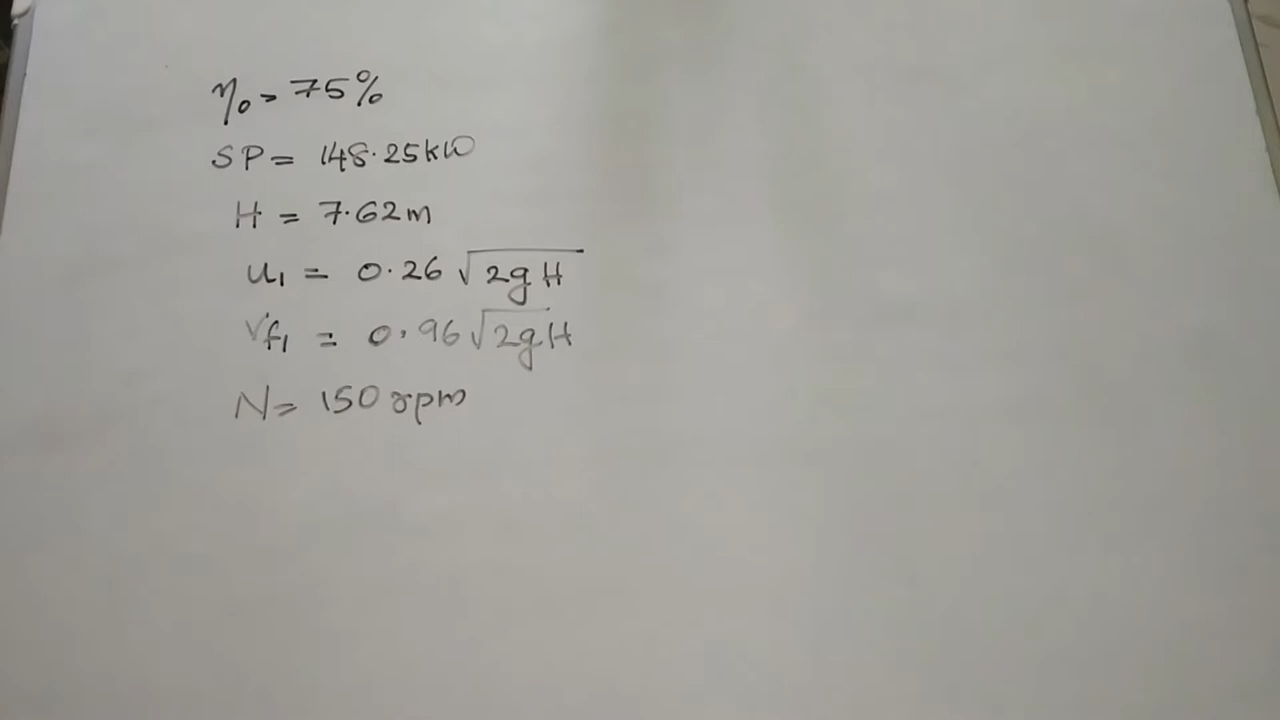 η₀ = 75%
SP = 148.25kW
H = 7.62m
u₁ = 0.26 √2gH
Vf₁ = 0.96 √2gH
N = 150 rpm